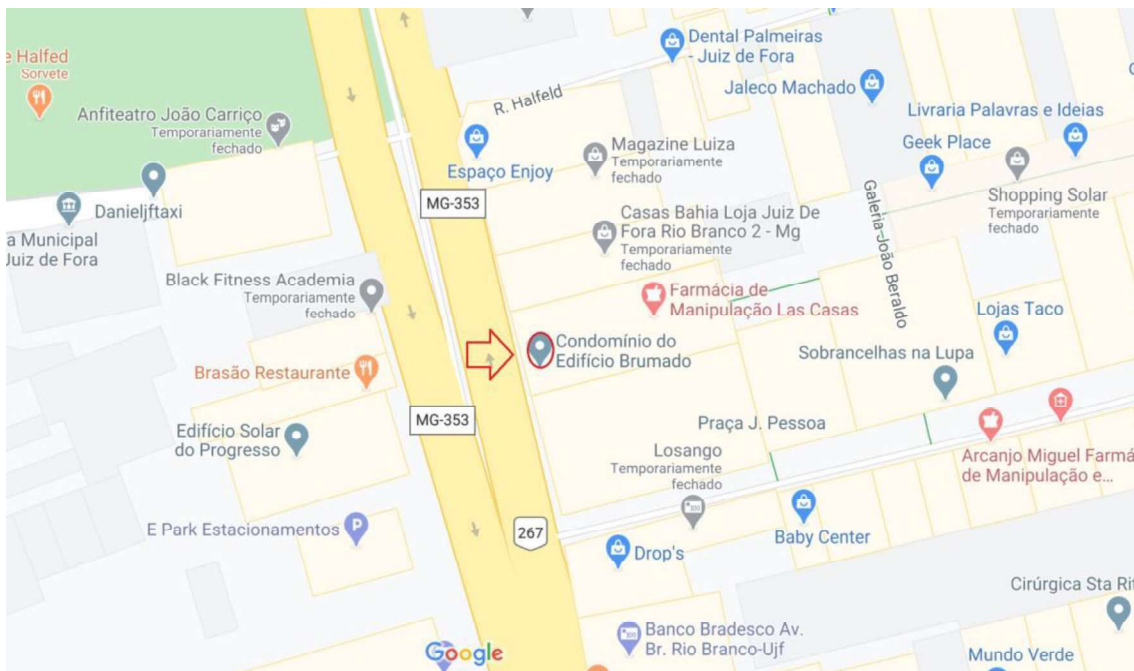 e Halfed
Sorvete
Anfiteatro João Carriço
Temporariamente
fechado
Danieljftaxi
a Municipal
Juiz de Fora
Black Fitness Academia
Temporariamente
fechado
Brasão Restaurante
Edifício Solar
do Progresso
E Park Estacionamentos
MG-353
MG-353
267
R. Halfeld
Espaço Enjoy
Dental Palmeiras
- Juiz de Fora
Jaleco Machado
Magazine Luiza
Temporariamente
fechado
Casas Bahia Loja Juiz De
Fora Rio Branco 2 - Mg
Temporariamente
fechado
Farmácia de
Manipulação Las Casas
Condomínio do
Edifício Brumado
Livraria Palavras e Ideias
Geek Place
Shopping Solar
Temporariamente
fechado
Galeria João Beraldo
Lojas Taco
Sobrancelhas na Lupa
Praça J. Pessoa
Losango
Temporariamente
fechado
Arcanjo Miguel Farmá
de Manipulação e...
Baby Center
Drop's
Cirúrgica Sta Rit
Banco Bradesco Av.
Br. Rio Branco-Ujf
Mundo Verde
Google